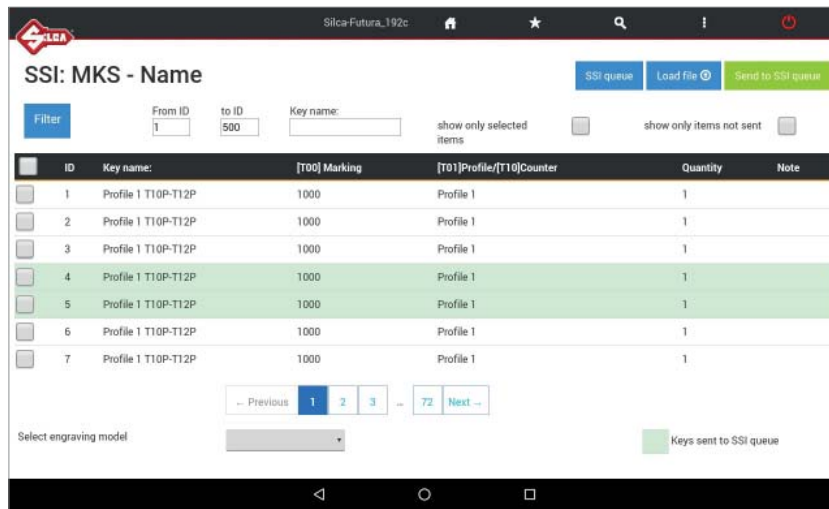 SILCA
Silca-Futura_192c
SSI: MKS - Name
SSI queue
Load file
Send to SSI queue
Filter
From ID
1
to ID
500
Key name:
show only selected
items
show only items not sent
ID Key name: [T00] Marking [T01]Profile/[T10]Counter Quantity Note
1 Profile 1 T10P-T12P 1000 Profile 1 1
2 Profile 1 T10P-T12P 1000 Profile 1 1
3 Profile 1 T10P-T12P 1000 Profile 1 1
4 Profile 1 T10P-T12P 1000 Profile 1 1
5 Profile 1 T10P-T12P 1000 Profile 1 1
6 Profile 1 T10P-T12P 1000 Profile 1 1
7 Profile 1 T10P-T12P 1000 Profile 1 1
← Previous 1 2 3 ... 72 Next →
Select engraving model
Keys sent to SSI queue